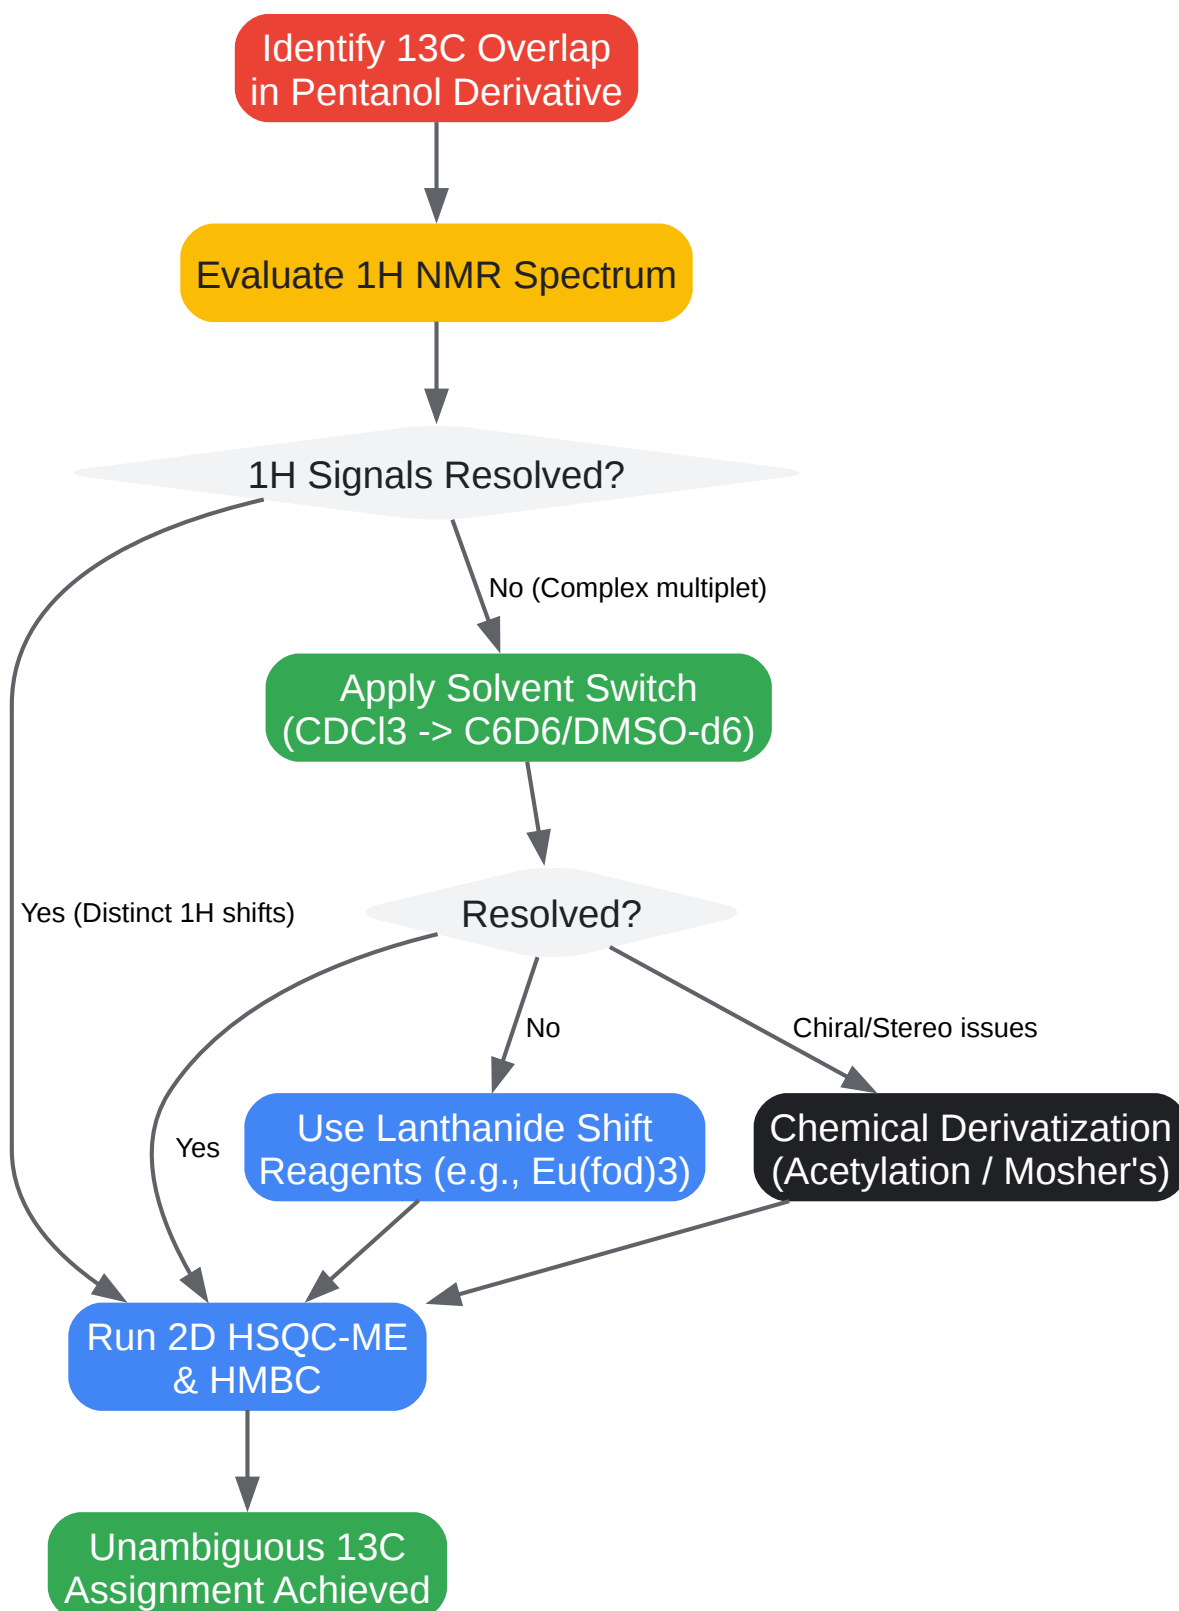 Identify 13C Overlap
in Pentanol Derivative
Evaluate 1H NMR Spectrum
1H Signals Resolved?
No (Complex multiplet)
Apply Solvent Switch
(CDCl3 -> C6D6/DMSO-d6)
Yes (Distinct 1H shifts)
Resolved?
No
Chiral/Stereo issues
Yes
Use Lanthanide Shift
Reagents (e.g., Eu(fod)3)
Chemical Derivatization
(Acetylation / Mosher's)
Run 2D HSQC-ME
& HMBC
Unambiguous 13C
Assignment Achieved